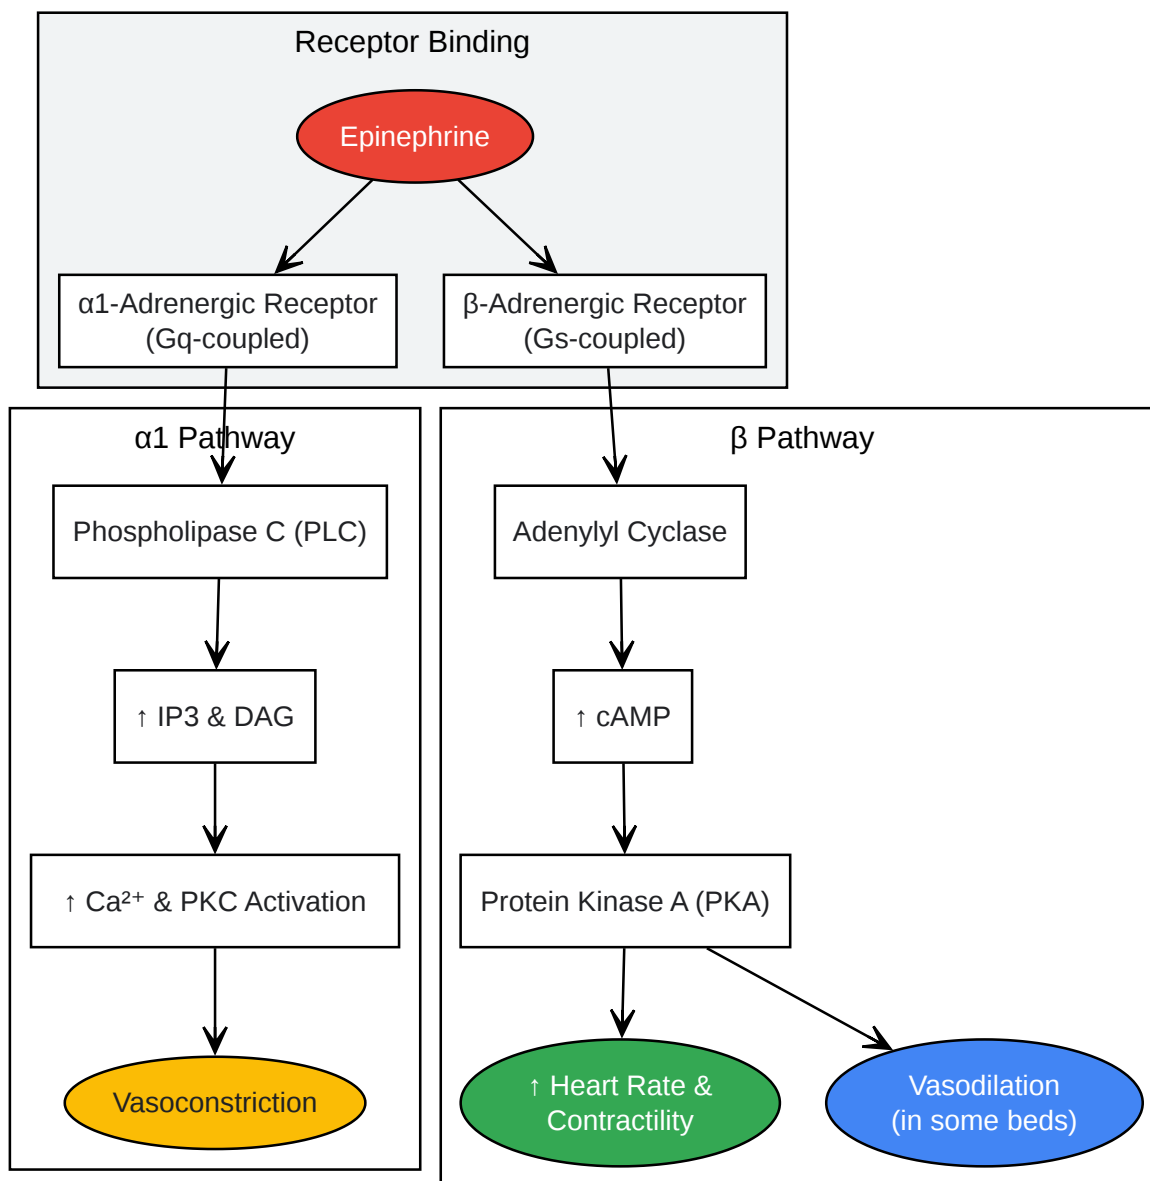 Receptor Binding
Epinephrine
α1-Adrenergic Receptor
(Gq-coupled)
β-Adrenergic Receptor
(Gs-coupled)
α1 Pathway
Phospholipase C (PLC)
↑ IP3 & DAG
↑ Ca²⁺ & PKC Activation
Vasoconstriction
β Pathway
Adenylyl Cyclase
↑ cAMP
Protein Kinase A (PKA)
↑ Heart Rate &
Contractility
Vasodilation
(in some beds)